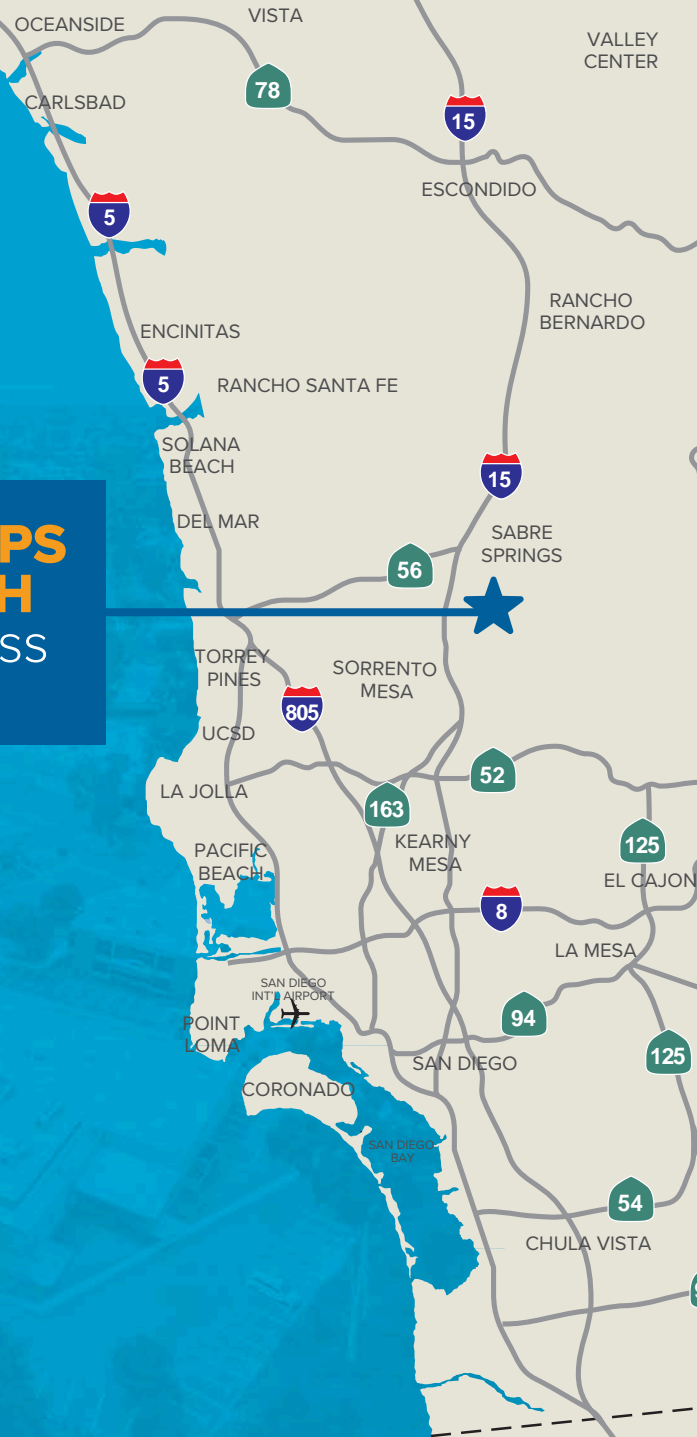 OCEANSIDE
VISTA
VALLEY
CENTER
78
CARLSBAD
15
ESCONDIDO
5
RANCHO
BERNARDO
ENCINITAS
5
RANCHO SANTA FE
SOLANA
BEACH
15
DEL MAR
SABRE
SPRINGS
PS
H
SS
56
TORREY
PINES
SORRENTO
MESA
805
UCSD
52
LA JOLLA
163
KEARNY
MESA
125
PACIFIC
BEACH
EL CAJON
8
LA MESA
SAN DIEGO
INT'L AIRPORT
94
POINT
LOMA
SAN DIEGO
125
CORONADO
SAN DIEGO
BAY
54
CHULA VISTA